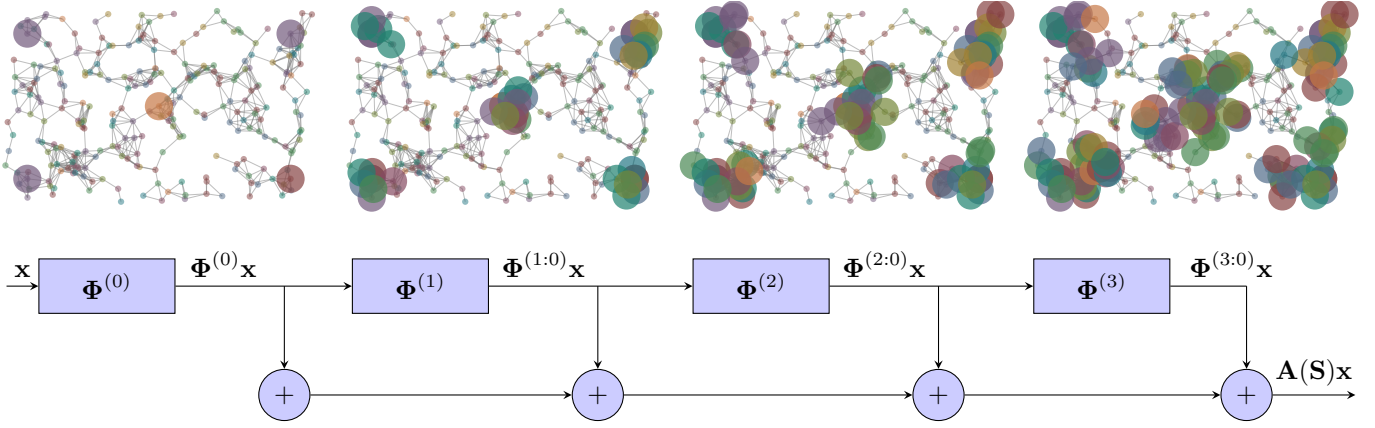 x Φ^(0) Φ^(0)x Φ^(1) Φ^(1:0)x Φ^(2) Φ^(2:0)x Φ^(3) Φ^(3:0)x
+ + + + A(S)x